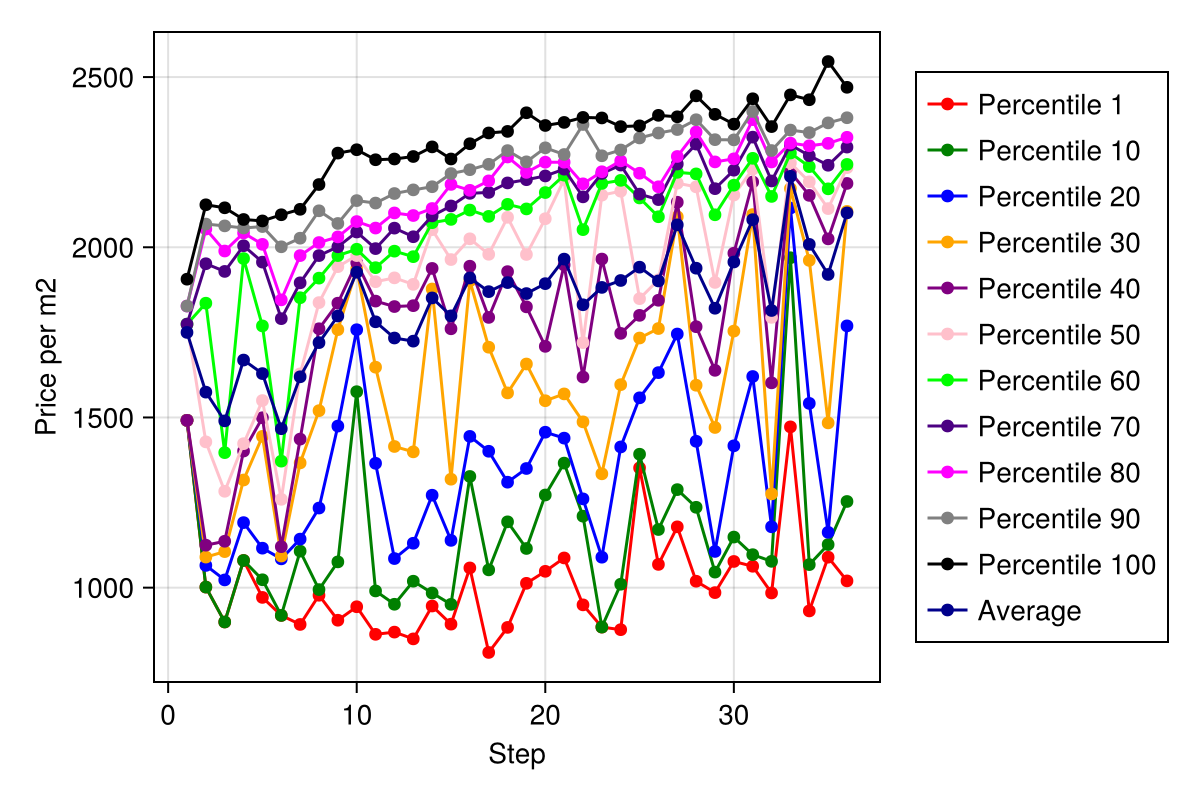 2500
2000
1500
1000
Price per m2
0 10 20 30
Step
Percentile 1
Percentile 10
Percentile 20
Percentile 30
Percentile 40
Percentile 50
Percentile 60
Percentile 70
Percentile 80
Percentile 90
Percentile 100
Average